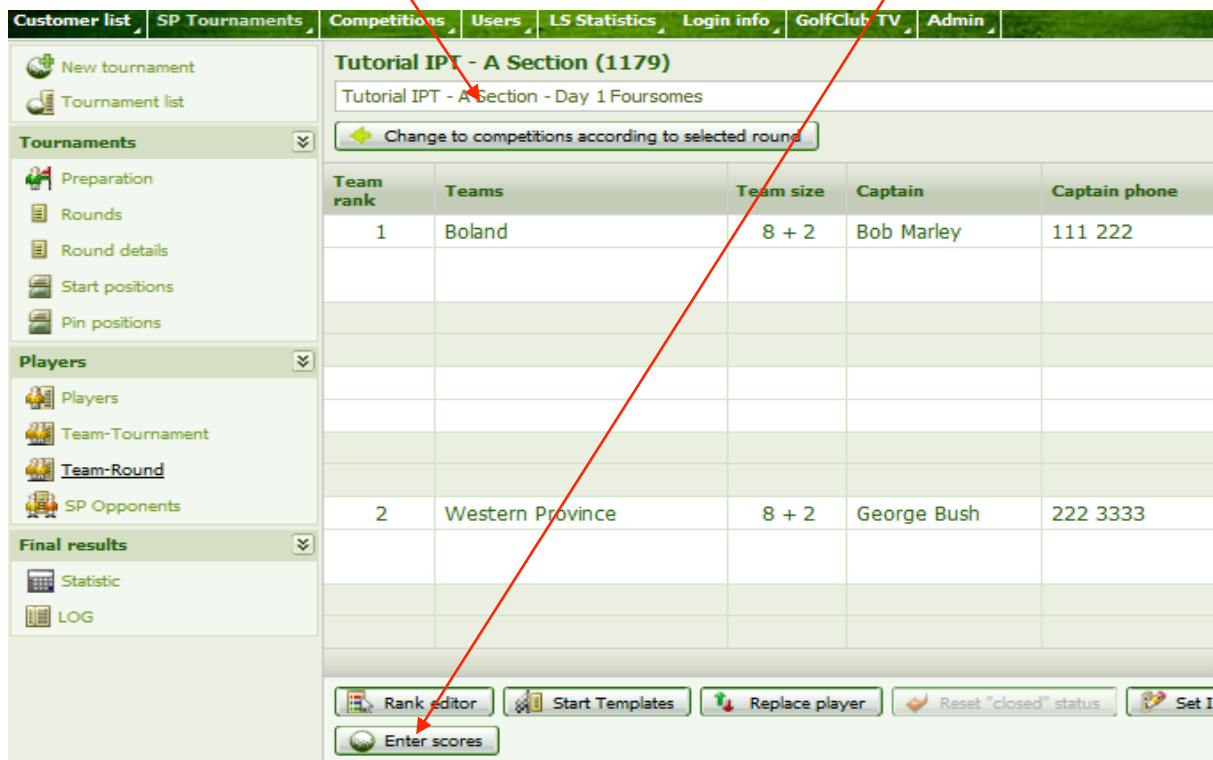 Customer list SP Tournaments Competitions Users LS Statistics Login info GolfClub TV Admin
New tournament
Tournament list
Tournaments
Preparation
Rounds
Round details
Start positions
Pin positions
Players
Players
Team-Tournament
Team-Round
SP Opponents
Final results
Statistic
LOG
Tutorial IPT - A Section (1179)
Tutorial IPT - A Section - Day 1 Foursomes
Change to competitions according to selected round
Team rank Teams Team size Captain Captain phone
1 Boland 8 + 2 Bob Marley 111 222
2 Western Province 8 + 2 George Bush 222 3333
Rank editor Start Templates Replace player Reset "closed" status Set
Enter scores